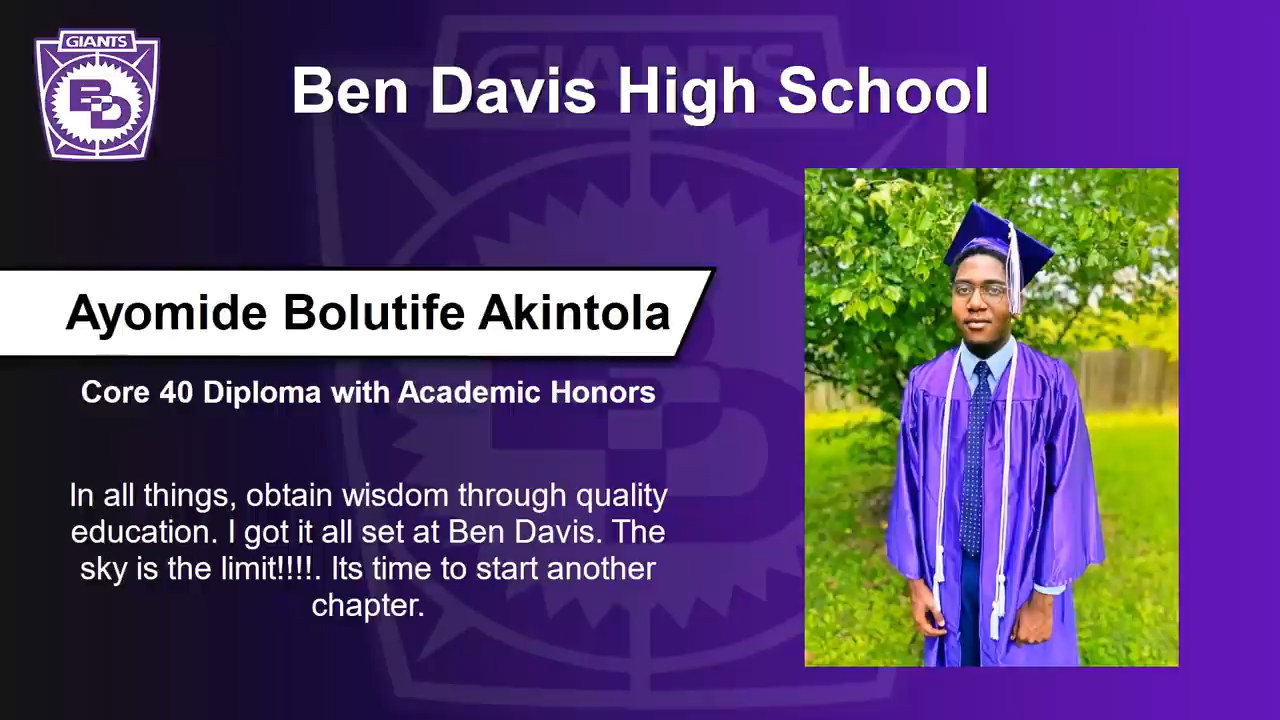 GIANTS
BD
Ben Davis High School
GIANTS
Ayomide Bolutife Akintola
Core 40 Diploma with Academic Honors
In all things, obtain wisdom through quality
education. I got it all set at Ben Davis. The
sky is the limit!!!!. Its time to start another
chapter.